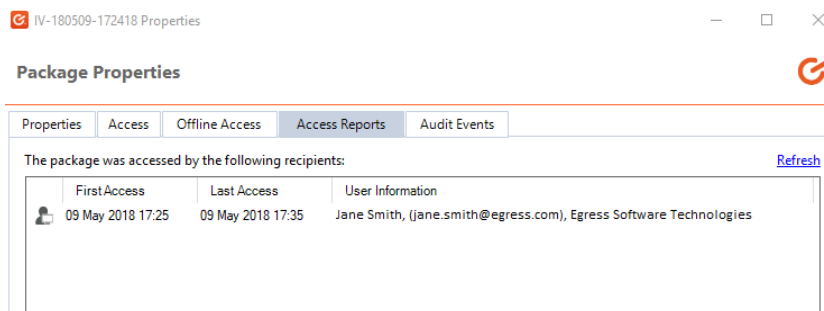 IV-180509-172418 Properties
Package Properties
Properties Access Offline Access Access Reports Audit Events
The package was accessed by the following recipients: Refresh
First Access Last Access User Information
09 May 2018 17:25 09 May 2018 17:35 Jane Smith, (jane.smith@egress.com), Egress Software Technologies